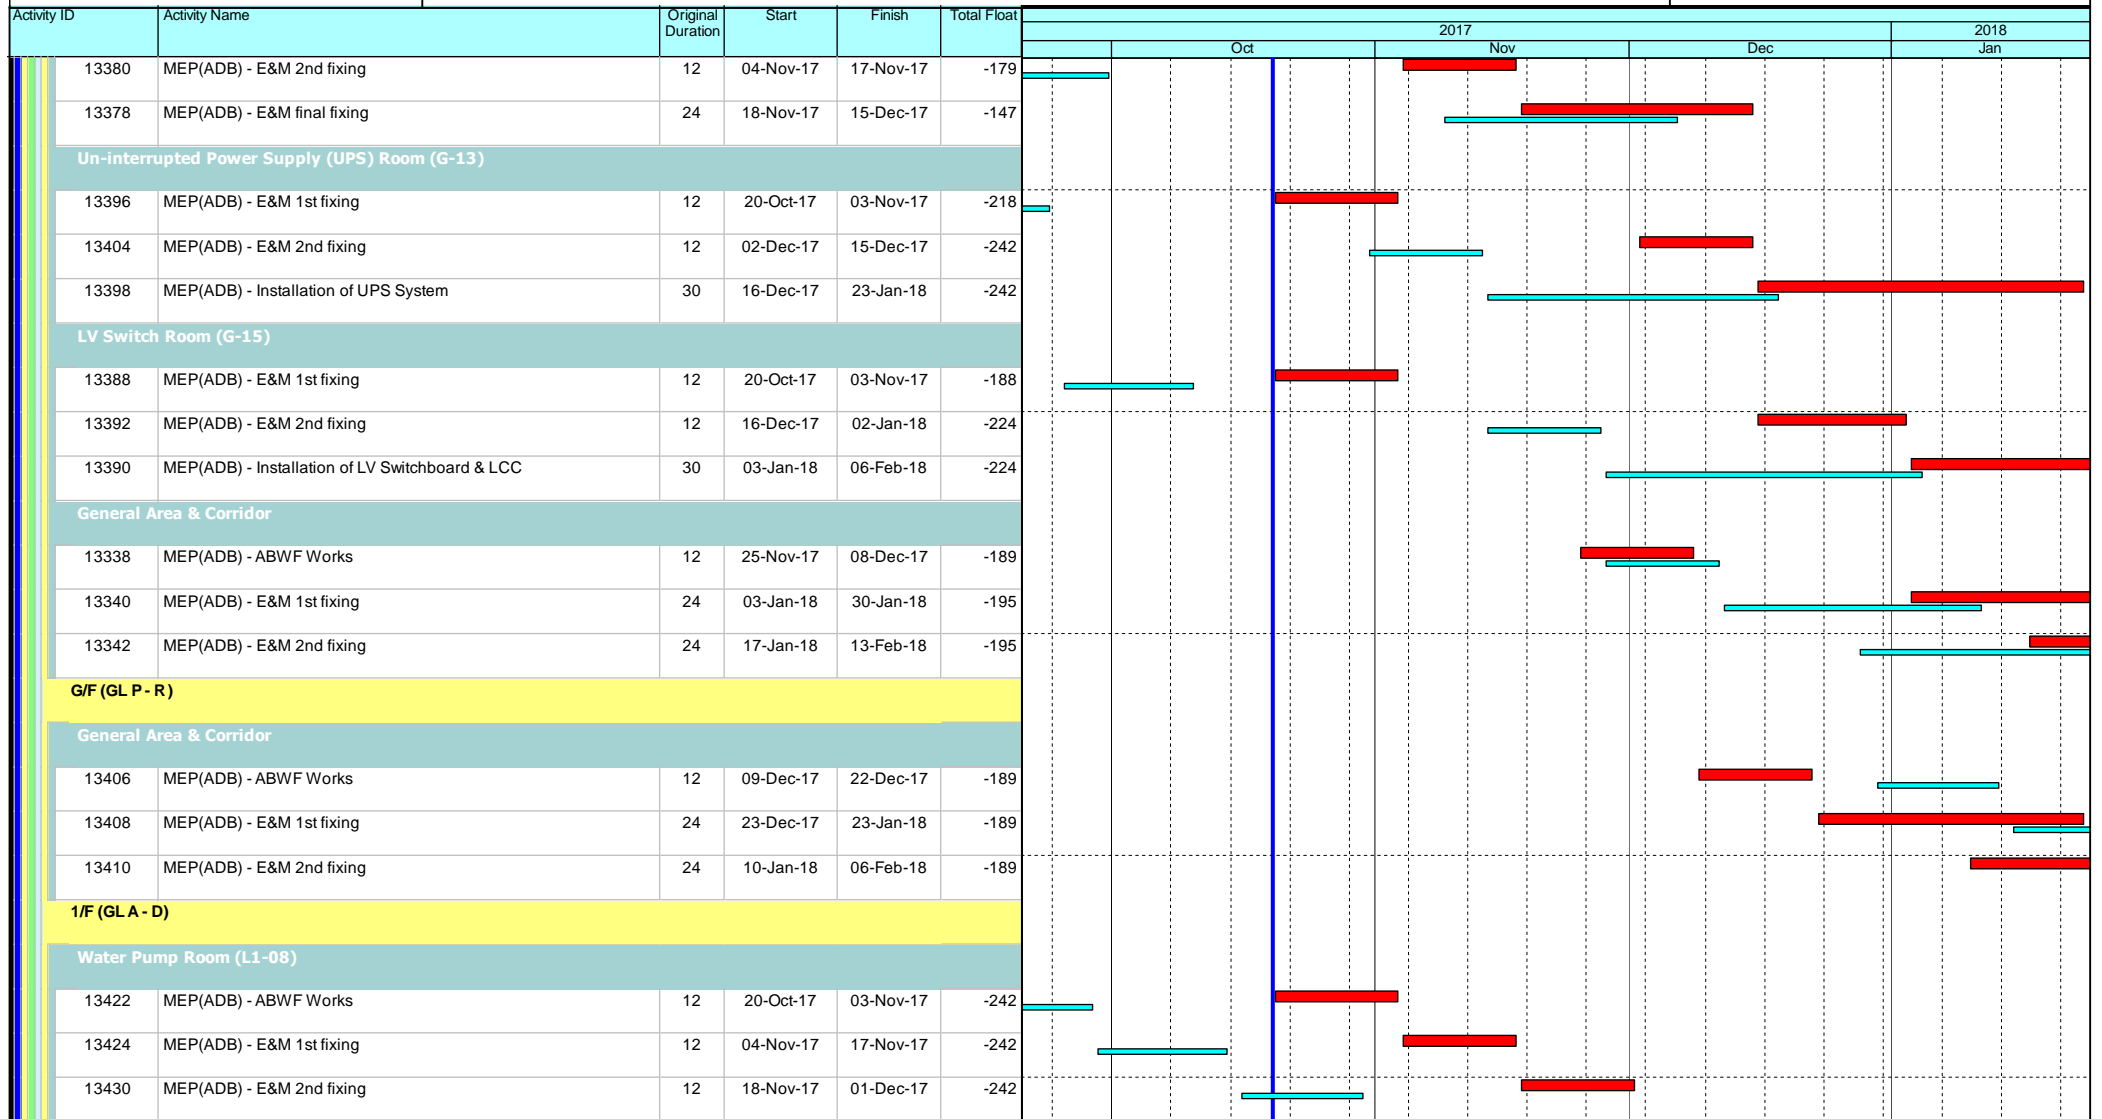 Activity ID Activity Name Original Duration Start Finish Total Float
2017 2018
Oct Nov Dec Jan
13380 MEP(ADB) - E&M 2nd fixing 12 04-Nov-17 17-Nov-17 -179
13378 MEP(ADB) - E&M final fixing 24 18-Nov-17 15-Dec-17 -147
Un-interrupted Power Supply (UPS) Room (G-13)
13396 MEP(ADB) - E&M 1st fixing 12 20-Oct-17 03-Nov-17 -218
13404 MEP(ADB) - E&M 2nd fixing 12 02-Dec-17 15-Dec-17 -242
13398 MEP(ADB) - Installation of UPS System 30 16-Dec-17 23-Jan-18 -242
LV Switch Room (G-15)
13388 MEP(ADB) - E&M 1st fixing 12 20-Oct-17 03-Nov-17 -188
13392 MEP(ADB) - E&M 2nd fixing 12 16-Dec-17 02-Jan-18 -224
13390 MEP(ADB) - Installation of LV Switchboard & LCC 30 03-Jan-18 06-Feb-18 -224
General Area & Corridor
13338 MEP(ADB) - ABWF Works 12 25-Nov-17 08-Dec-17 -189
13340 MEP(ADB) - E&M 1st fixing 24 03-Jan-18 30-Jan-18 -195
13342 MEP(ADB) - E&M 2nd fixing 24 17-Jan-18 13-Feb-18 -195
G/F (GL P - R)
General Area & Corridor
13406 MEP(ADB) - ABWF Works 12 09-Dec-17 22-Dec-17 -189
13408 MEP(ADB) - E&M 1st fixing 24 23-Dec-17 23-Jan-18 -189
13410 MEP(ADB) - E&M 2nd fixing 24 10-Jan-18 06-Feb-18 -189
1/F (GL A - D)
Water Pump Room (L1-08)
13422 MEP(ADB) - ABWF Works 12 20-Oct-17 03-Nov-17 -242
13424 MEP(ADB) - E&M 1st fixing 12 04-Nov-17 17-Nov-17 -242
13430 MEP(ADB) - E&M 2nd fixing 12 18-Nov-17 01-Dec-17 -242